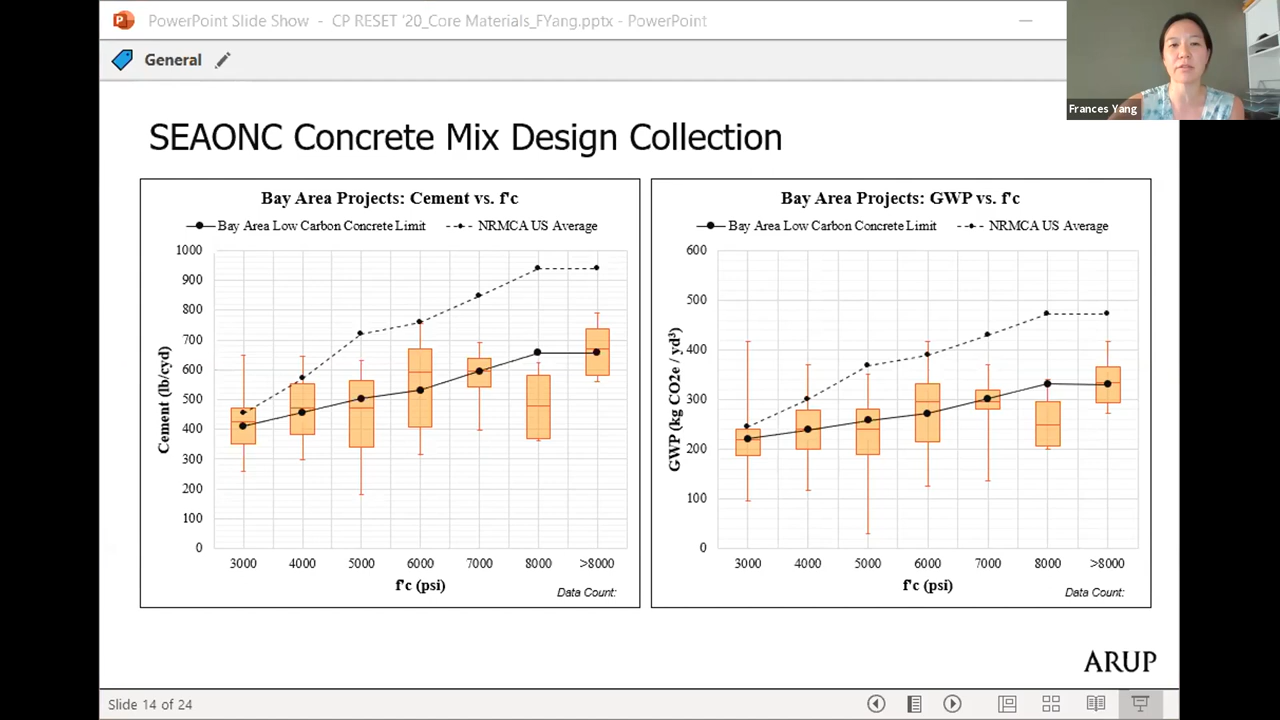 PowerPoint Slide Show - CP RESET '20_Core Materials_FYang.pptx - PowerPoint
General
Frances Yang
SEAONC Concrete Mix Design Collection
Bay Area Projects: Cement vs. f'c
Bay Area Low Carbon Concrete Limit
NRMCA US Average
1000
900
800
700
600
500
400
300
200
100
0
Cement (lb/cyd)
3000 4000 5000 6000 7000 8000 >8000
f'c (psi)
Data Count:
Bay Area Projects: GWP vs. f'c
Bay Area Low Carbon Concrete Limit
NRMCA US Average
600
500
400
300
200
100
0
GWP (kg CO2e / yd³)
3000 4000 5000 6000 7000 8000 >8000
f'c (psi)
Data Count:
ARUP
Slide 14 of 24